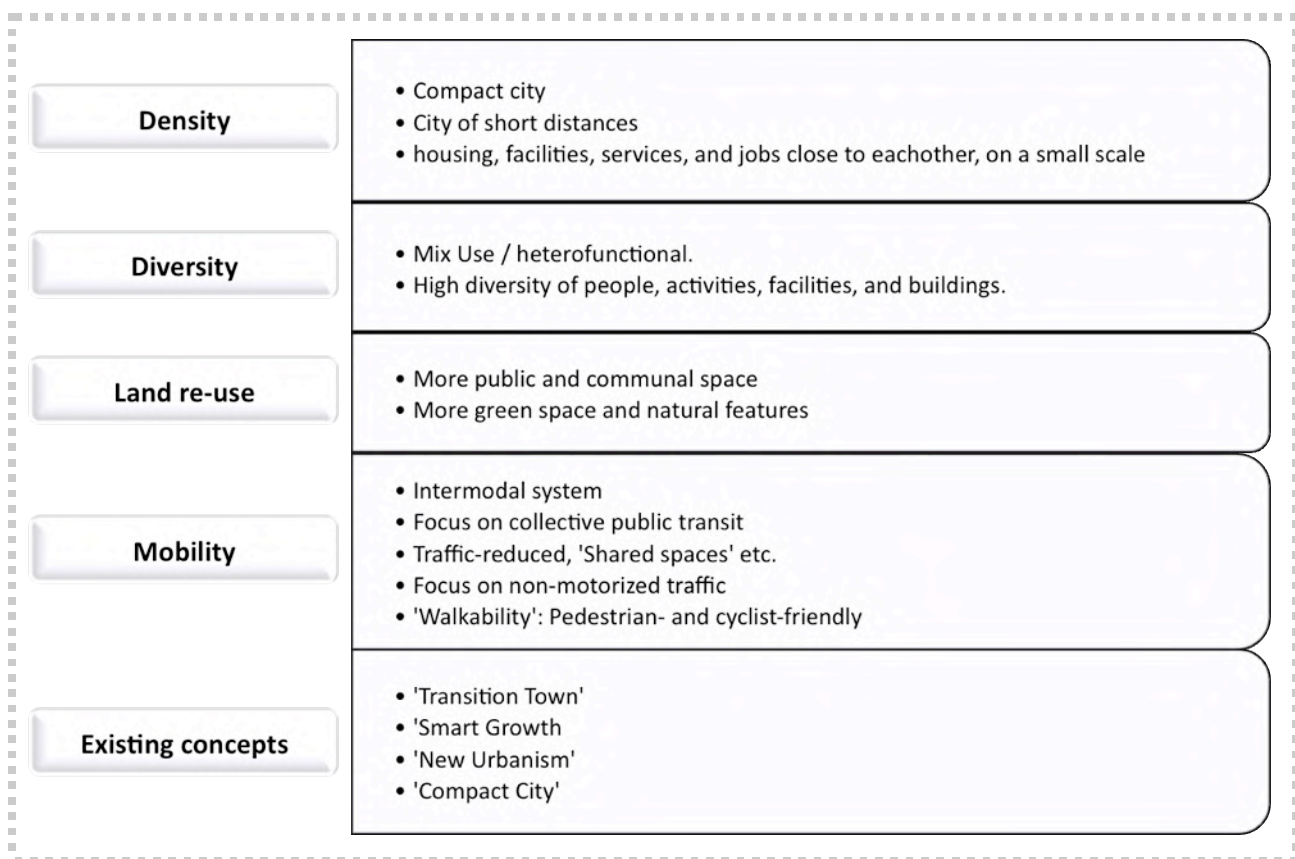 Density
• Compact city
• City of short distances
• housing, facilities, services, and jobs close to eachother, on a small scale
Diversity
• Mix Use / heterofunctional.
• High diversity of people, activities, facilities, and buildings.
Land re-use
• More public and communal space
• More green space and natural features
Mobility
• Intermodal system
• Focus on collective public transit
• Traffic-reduced, 'Shared spaces' etc.
• Focus on non-motorized traffic
• 'Walkability': Pedestrian- and cyclist-friendly
Existing concepts
• 'Transition Town'
• 'Smart Growth
• 'New Urbanism'
• 'Compact City'